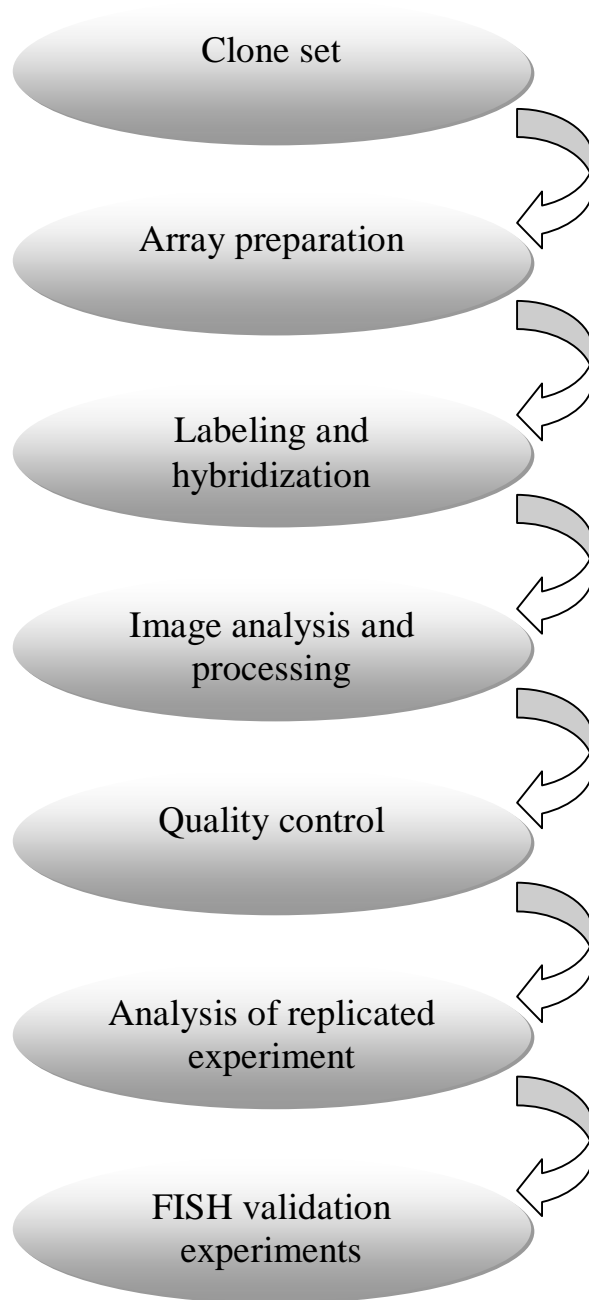 Clone set
Array preparation
Labeling and
hybridization
Image analysis and
processing
Quality control
Analysis of replicated
experiment
FISH validation
experiments